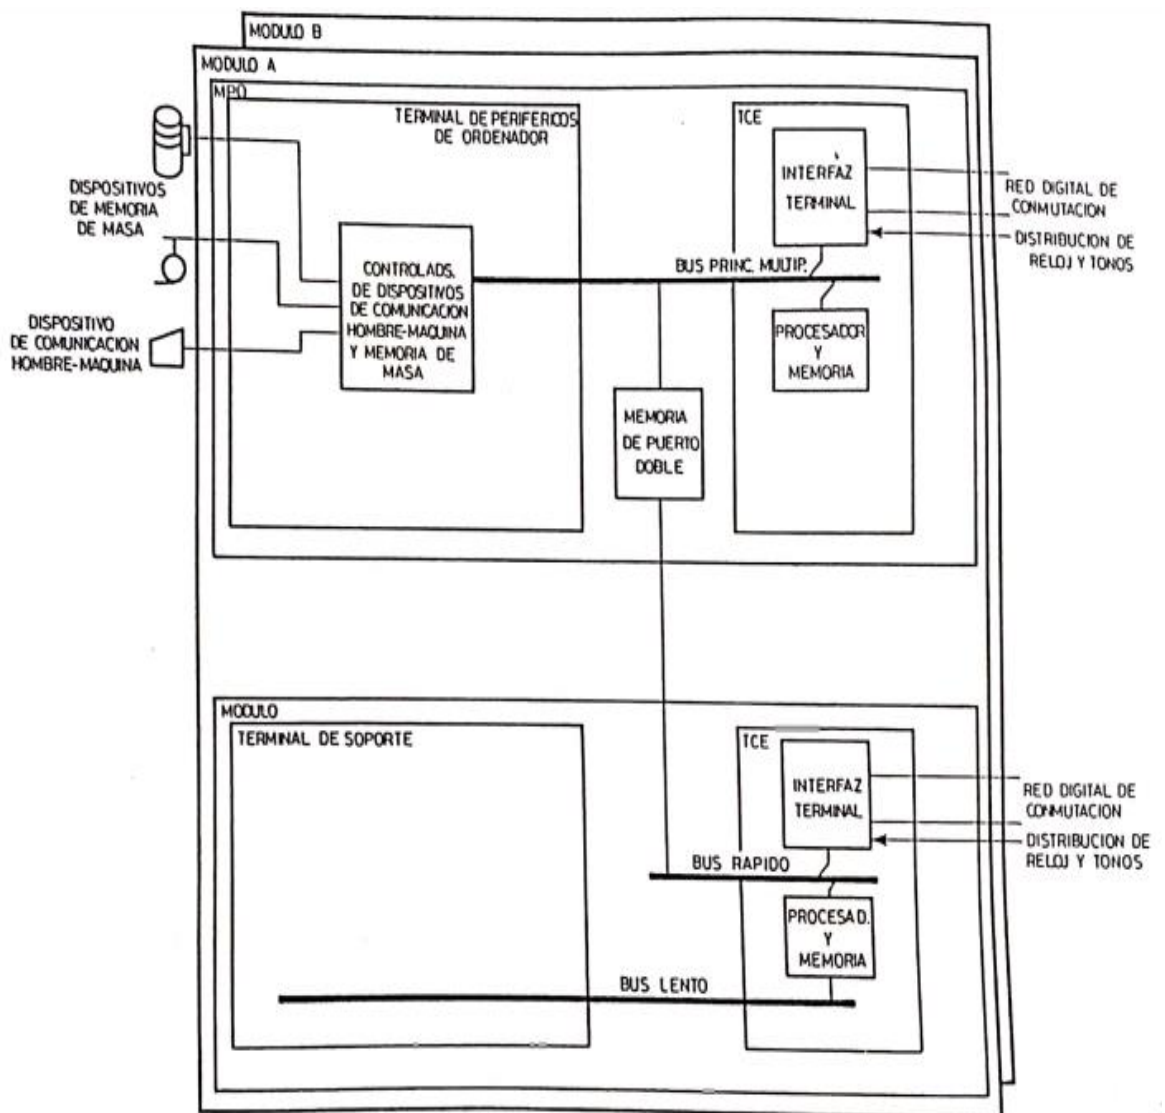 MODULO B
MODULO A
MPO
TERMINAL DE PERIFERICOS
DE ORDENADOR
TCE
INTERFAZ
TERMINAL
RED DIGITAL DE
CONMUTACION
DISTRIBUCION DE
RELOJ Y TONOS
DISPOSITIVOS
DE MEMORIA
DE MASA
DISPOSITIVO
DE COMUNICACION
HOMBRE-MAQUINA
CONTROLADS.
DE DISPOSITIVOS
DE COMUNICACION
HOMBRE-MAQUINA
Y MEMORIA DE
MASA
BUS PRINC. MULTIP.
PROCESADOR
Y
MEMORIA
MEMORIA
DE PUERTO
DOBLE
MODULO
TERMINAL DE SOPORTE
TCE
INTERFAZ
TERMINAL
RED DIGITAL DE
CONMUTACION
DISTRIBUCION DE
RELOJ Y TONOS
BUS RAPIDO
PROCESAD.
Y
MEMORIA
BUS LENTO